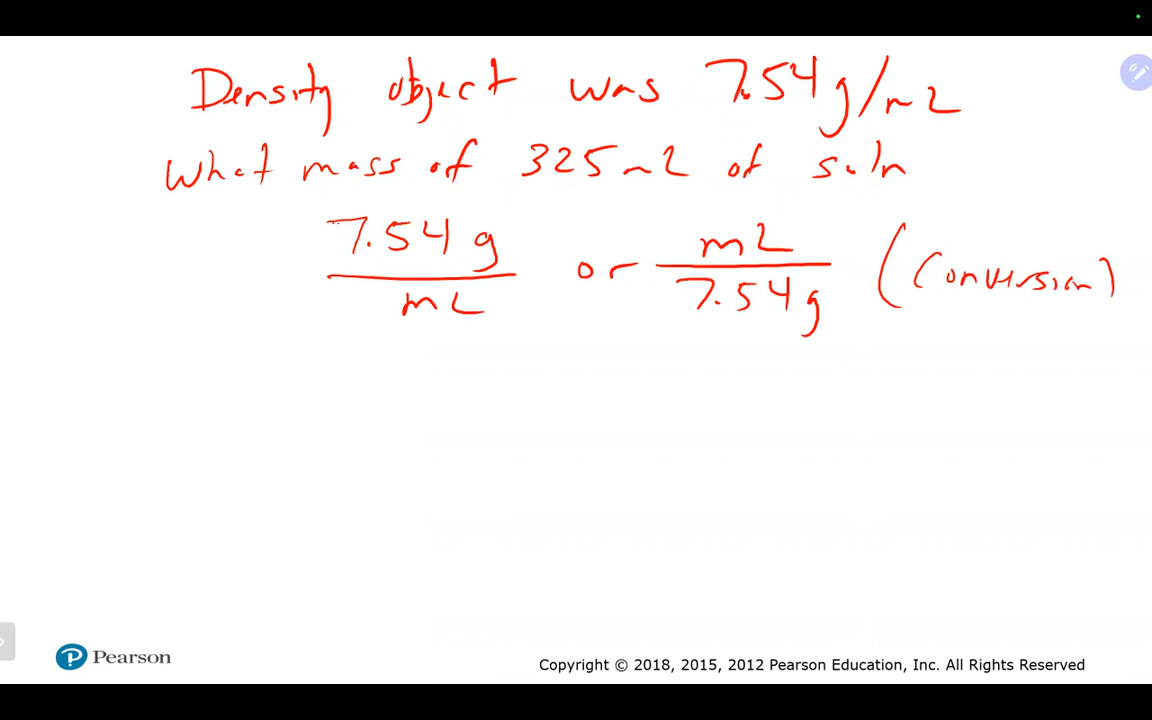 Density object was 7.54 g/mL
What mass of 325 mL of soln
7.54 g or mL (Conversion)
mL 7.54 g
Pearson
Copyright © 2018, 2015, 2012 Pearson Education, Inc. All Rights Reserved